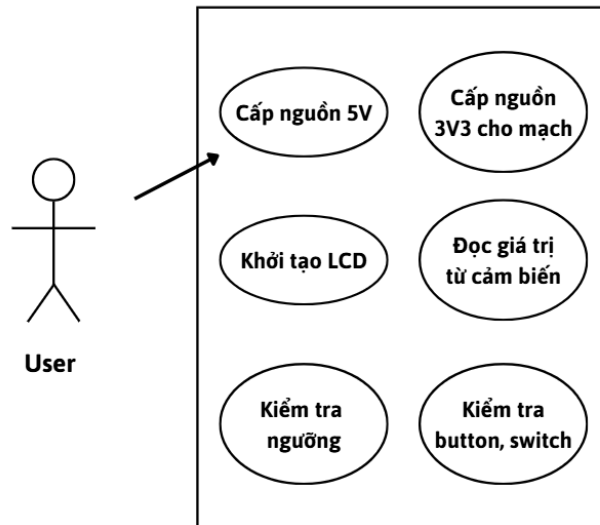 Cấp nguồn 5V
Cấp nguồn
3V3 cho mạch
Khởi tạo LCD
Đọc giá trị
từ cảm biến
User
Kiểm tra
ngưỡng
Kiểm tra
button, switch